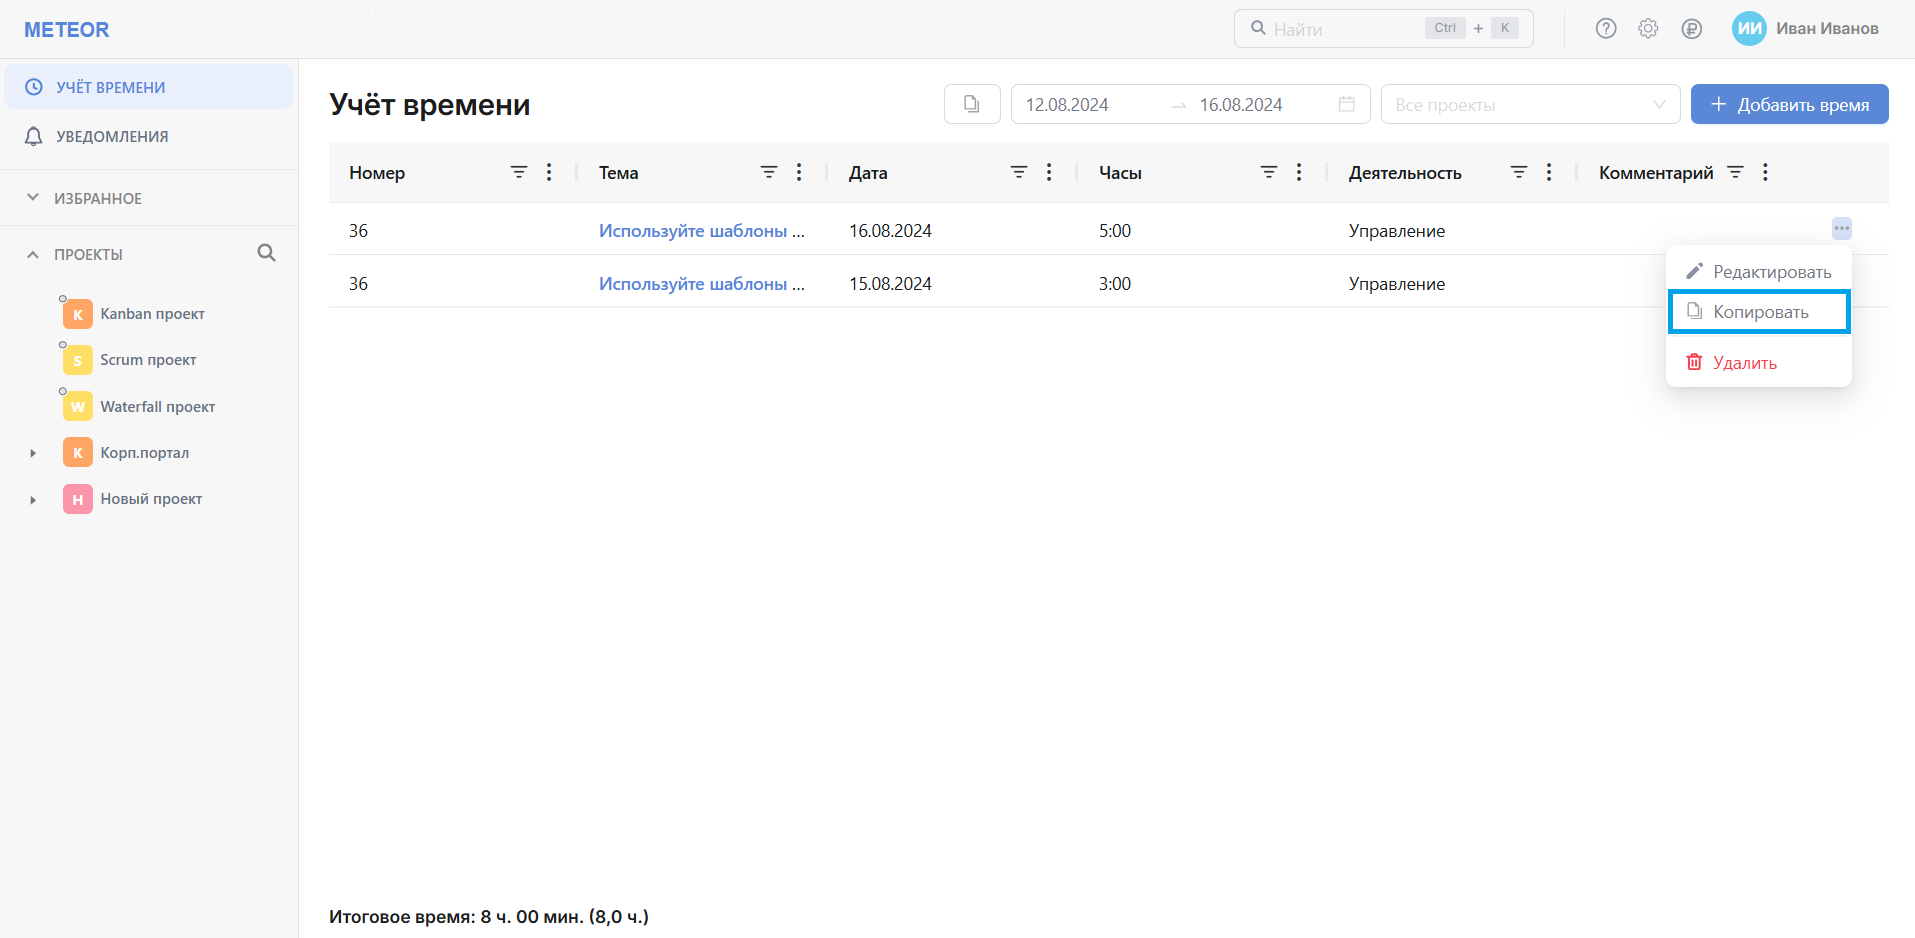 METEOR
Найти
Ctrl + K
ИИ Иван Иванов
УЧЁТ ВРЕМЕНИ
УВЕДОМЛЕНИЯ
ИЗБРАННОЕ
ПРОЕКТЫ
K Kanban проект
S Scrum проект
W Waterfall проект
К Корп.портал
Н Новый проект
Учёт времени
12.08.2024 → 16.08.2024
Все проекты
+ Добавить время
Номер Тема Дата Часы Деятельность Комментарий
36 Используйте шаблоны ... 16.08.2024 5:00 Управление
36 Используйте шаблоны ... 15.08.2024 3:00 Управление
Редактировать
Копировать
Удалить
Итоговое время: 8 ч. 00 мин. (8,0 ч.)